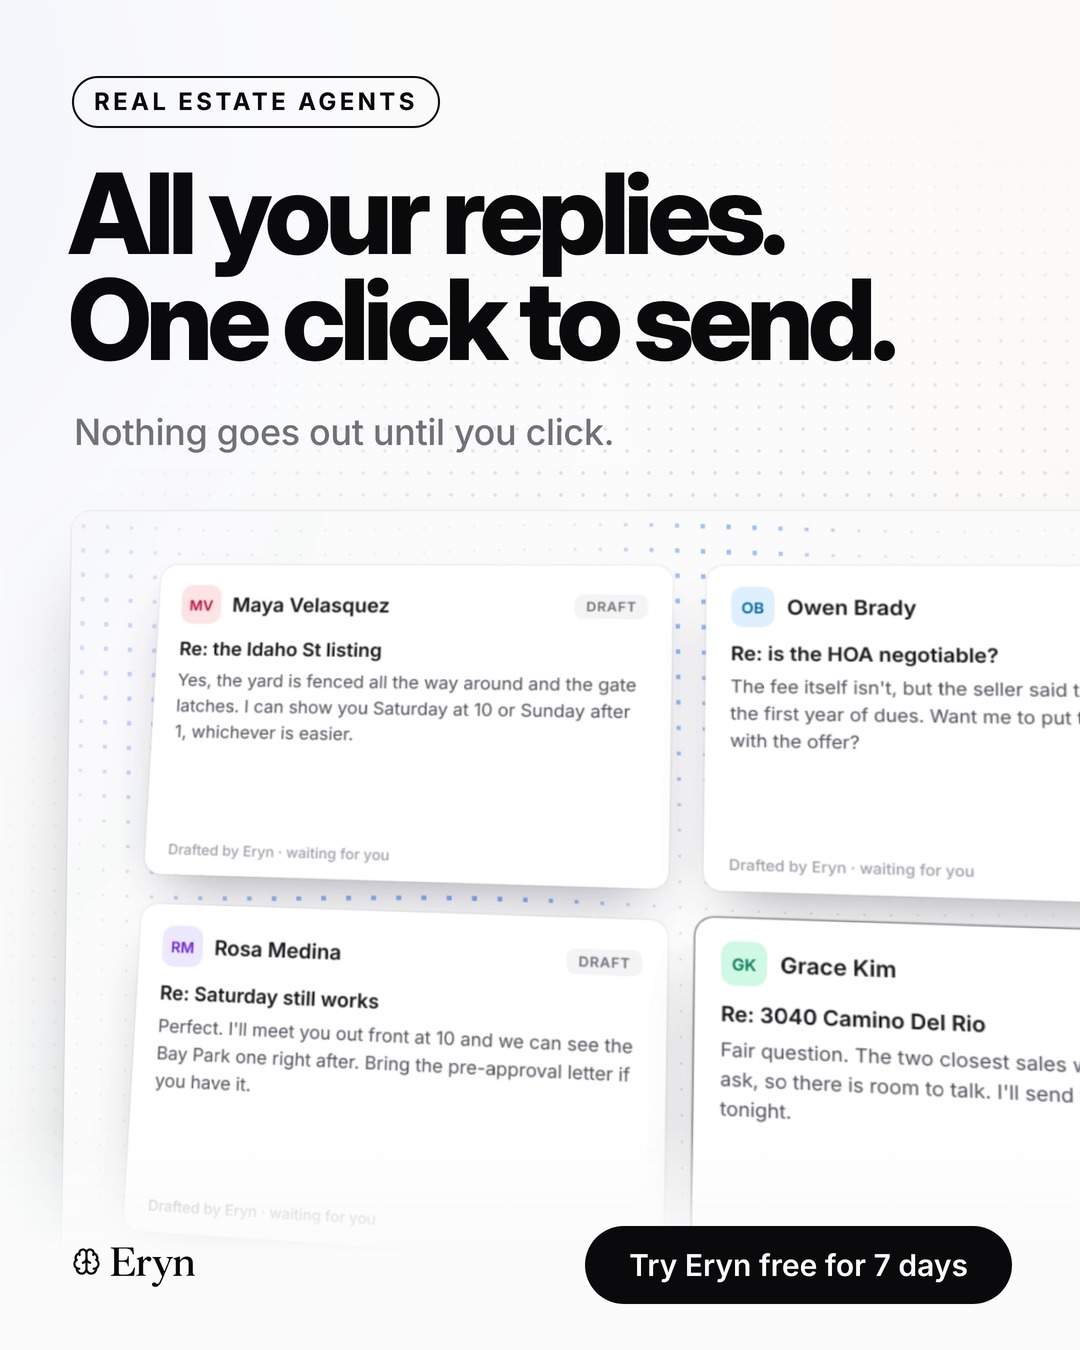 REAL ESTATE AGENTS
All your replies.
One click to send.
Nothing goes out until you click.
MV Maya Velasquez DRAFT
Re: the Idaho St listing
Yes, the yard is fenced all the way around and the gate
latches. I can show you Saturday at 10 or Sunday after
1, whichever is easier.
Drafted by Eryn · waiting for you
OB Owen Brady
Re: is the HOA negotiable?
The fee itself isn't, but the seller said
the first year of dues. Want me to put
with the offer?
Drafted by Eryn · waiting for you
RM Rosa Medina DRAFT
Re: Saturday still works
Perfect. I'll meet you out front at 10 and we can see the
Bay Park one right after. Bring the pre-approval letter if
you have it.
Drafted by Eryn · waiting for you
GK Grace Kim
Re: 3040 Camino Del Rio
Fair question. The two closest sales
ask, so there is room to talk. I'll send
tonight.
Eryn
Try Eryn free for 7 days